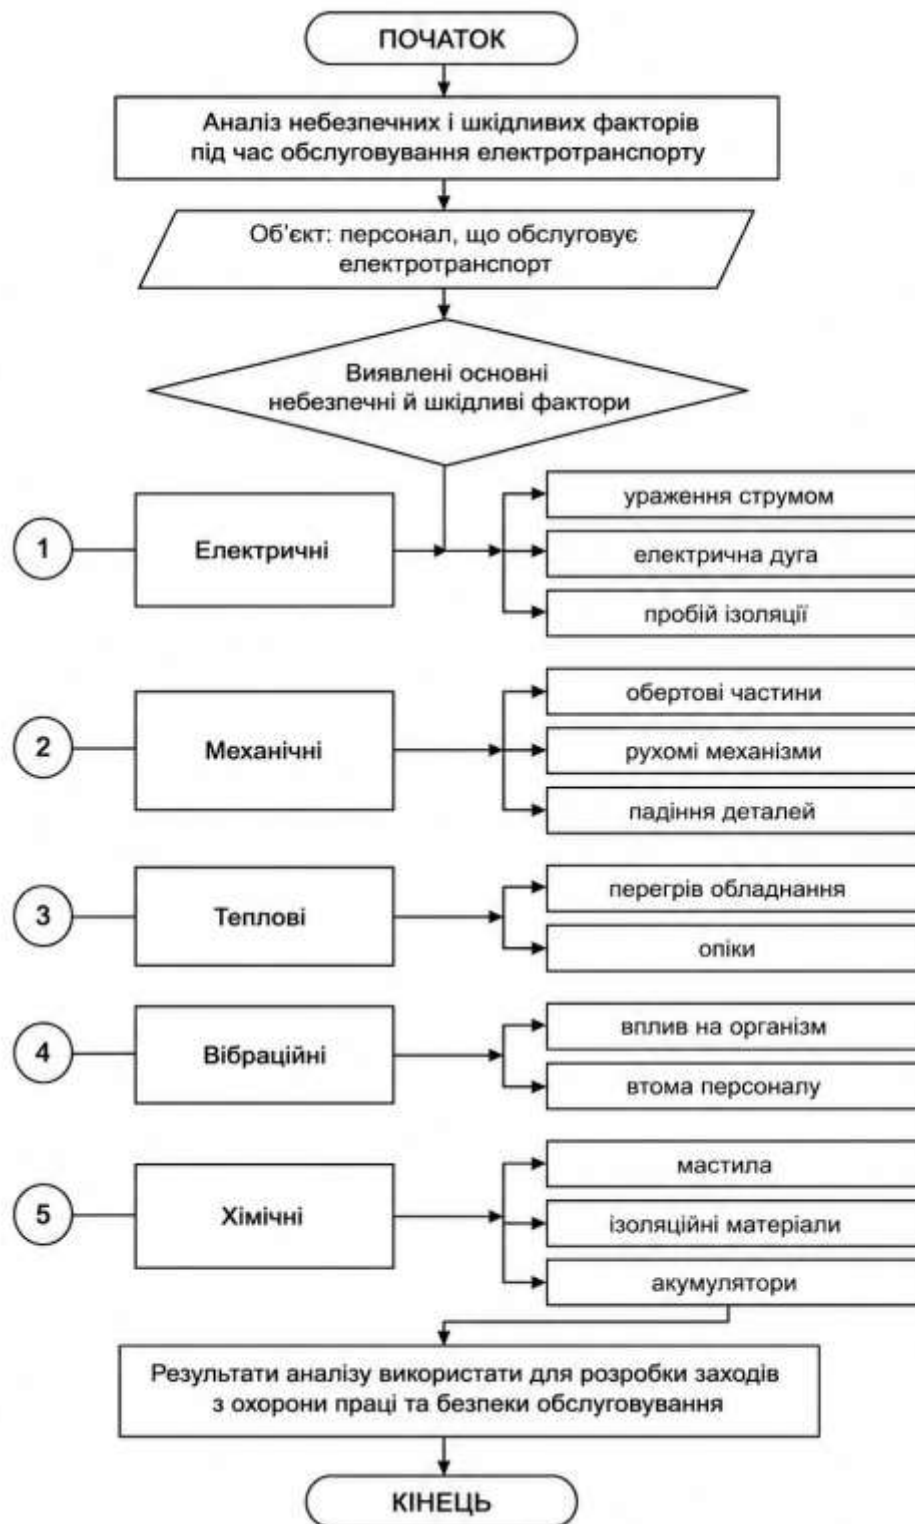 ПОЧАТОК
Аналіз небезпечних і шкідливих факторів
під час обслуговування електротранспорту
Об'єкт: персонал, що обслуговує
електротранспорт
Виявлені основні
небезпечні й шкідливі фактори
1
Електричні
ураження струмом
електрична дуга
пробій ізоляції
2
Механічні
обертові частини
рухомі механізми
падіння деталей
3
Теплові
перегрів обладнання
опіки
4
Вібраційні
вплив на організм
втома персоналу
5
Хімічні
мастила
ізоляційні матеріали
акумулятори
Результати аналізу використати для розробки заходів
з охорони праці та безпеки обслуговування
КІНЕЦЬ